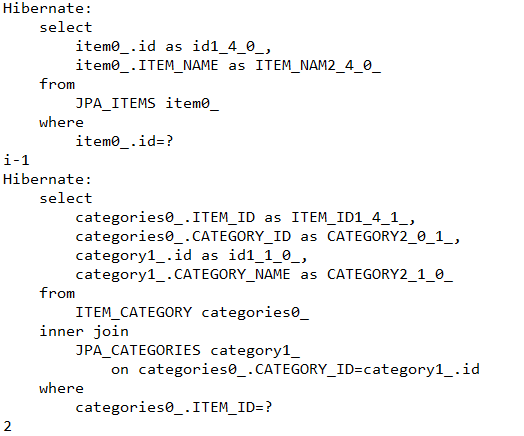 Hibernate:
    select
        item0_.id as id1_4_0_,
        item0_.ITEM_NAME as ITEM_NAM2_4_0_
    from
        JPA_ITEMS item0_
    where
        item0_.id=?
i-1
Hibernate:
    select
        categories0_.ITEM_ID as ITEM_ID1_4_1_,
        categories0_.CATEGORY_ID as CATEGORY2_0_1_,
        category1_.id as id1_1_0_,
        category1_.CATEGORY_NAME as CATEGORY2_1_0_
    from
        ITEM_CATEGORY categories0_
    inner join
        JPA_CATEGORIES category1_
            on categories0_.CATEGORY_ID=category1_.id
    where
        categories0_.ITEM_ID=?
2